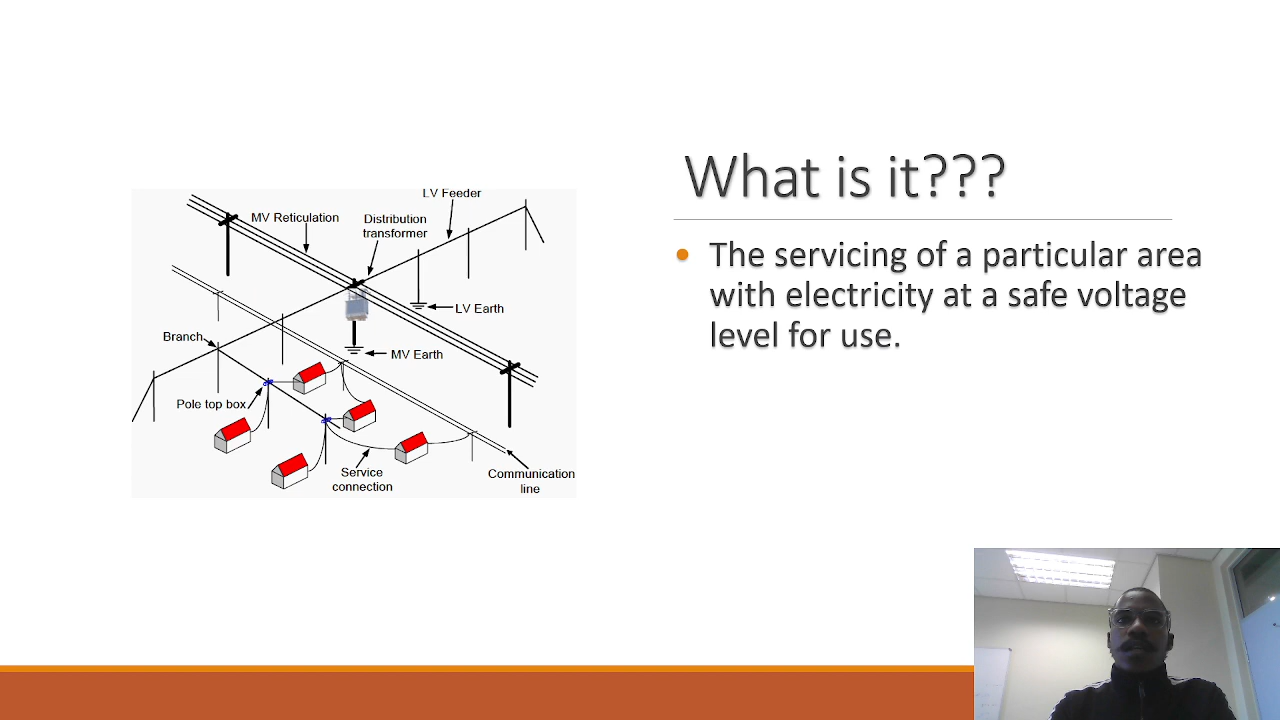 What is it???
• The servicing of a particular area
with electricity at a safe voltage
level for use.
LV Feeder
MV Reticulation
Distribution
transformer
LV Earth
Branch
MV Earth
Pole top box
Service
connection
Communication
line